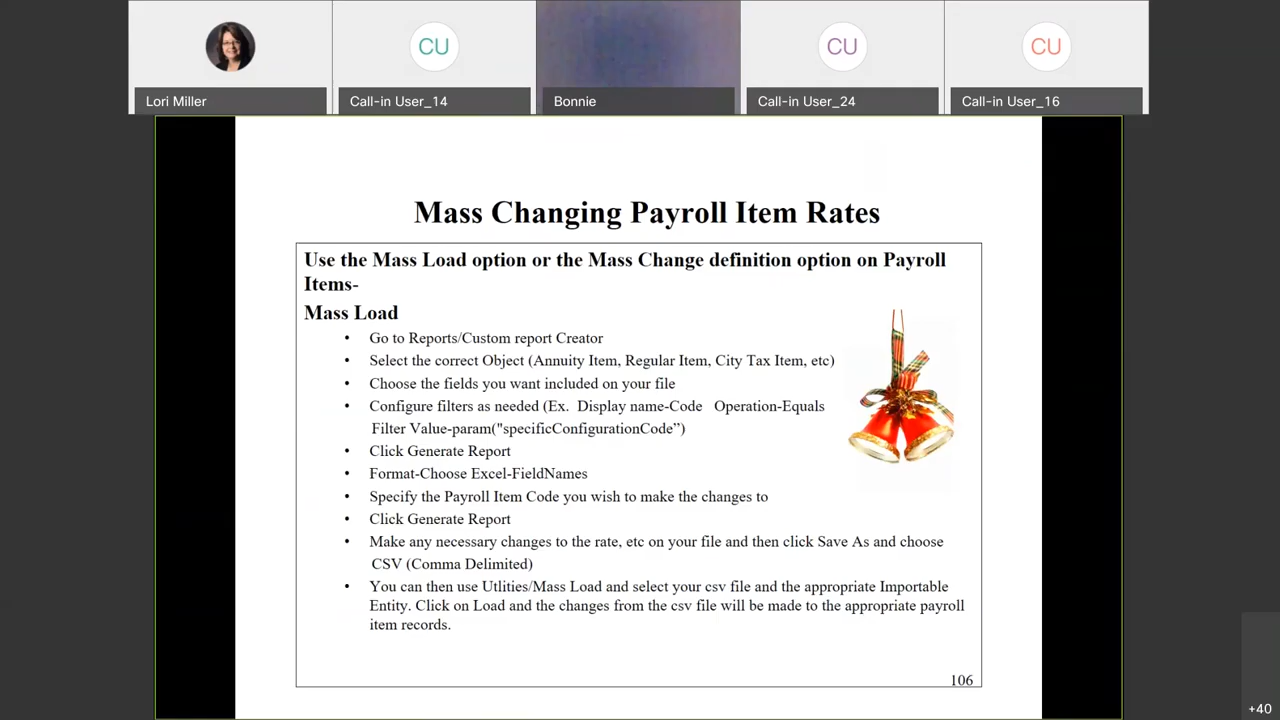 CU
CU
CU
Lori Miller
Call-in User_14
Bonnie
Call-in User_24
Call-in User_16
Mass Changing Payroll Item Rates
Use the Mass Load option or the Mass Change definition option on Payroll
Items-
Mass Load
• Go to Reports/Custom report Creator
• Select the correct Object (Annuity Item, Regular Item, City Tax Item, etc)
• Choose the fields you want included on your file
• Configure filters as needed (Ex. Display name-Code Operation-Equals
Filter Value-param("specificConfigurationCode”)
• Click Generate Report
• Format-Choose Excel-FieldNames
• Specify the Payroll Item Code you wish to make the changes to
• Click Generate Report
• Make any necessary changes to the rate, etc on your file and then click Save As and choose
CSV (Comma Delimited)
• You can then use Utlities/Mass Load and select your csv file and the appropriate Importable
Entity. Click on Load and the changes from the csv file will be made to the appropriate payroll
item records.
106
+40